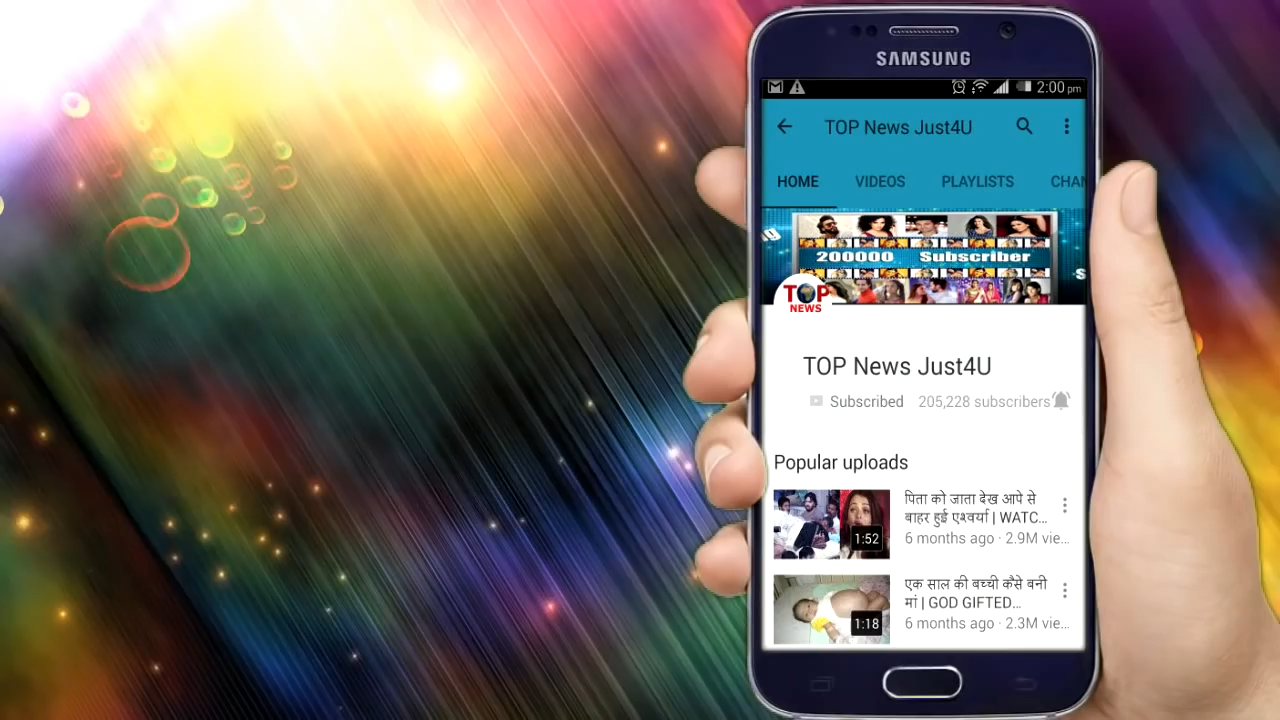 SAMSUNG
2:00 pm
TOP News Just4U
HOME VIDEOS PLAYLISTS CHAN
200000 Subscriber
TOP
NEWS
TOP News Just4U
Subscribed 205,228 subscribers
Popular uploads
पिता को जाता देख आपे से
बाहर हुई एश्वर्या | WATC...
6 months ago · 2.9M vie...
1:52
एक साल की बच्ची कैसे बनी
मां | GOD GIFTED...
6 months ago · 2.3M vie...
1:18